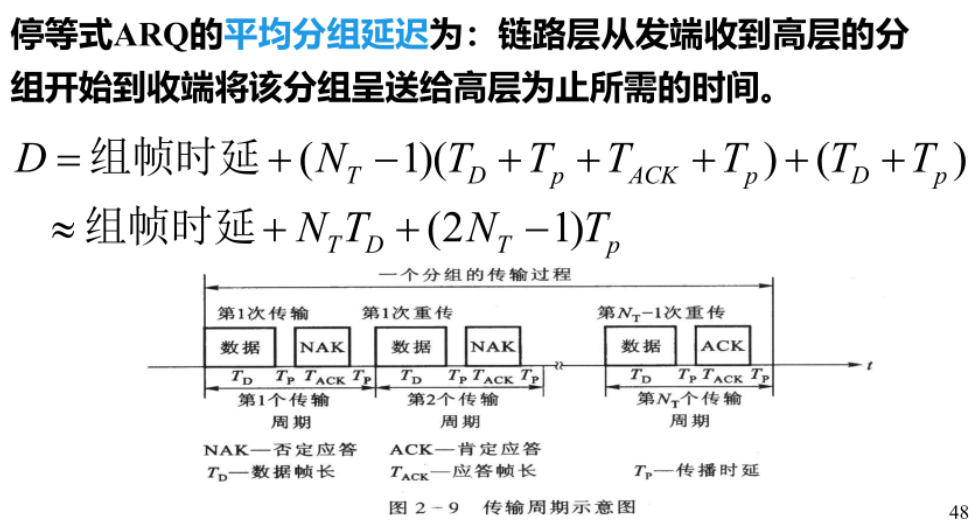 停等式ARQ的平均分组延迟为：链路层从发端收到高层的分
组开始到收端将该分组呈送给高层为止所需的时间。
D = 组帧时延 + (N_T − 1)(T_D + T_p + T_ACK + T_p) + (T_D + T_p)
≈ 组帧时延 + N_T T_D + (2N_T − 1)T_p
一个分组的传输过程
第1次传输 第1次重传 第N_T−1次重传
数据 NAK 数据 NAK 数据 ACK
t
T_D T_P T_ACK T_P T_D T_P T_ACK T_P T_D T_P T_ACK T_P
第1个传输 第2个传输 第N_T个传输
周期 周期 周期
NAK—否定应答 ACK—肯定应答
T_D—数据帧长 T_ACK—应答帧长 T_P—传播时延
图 2-9 传输周期示意图
48